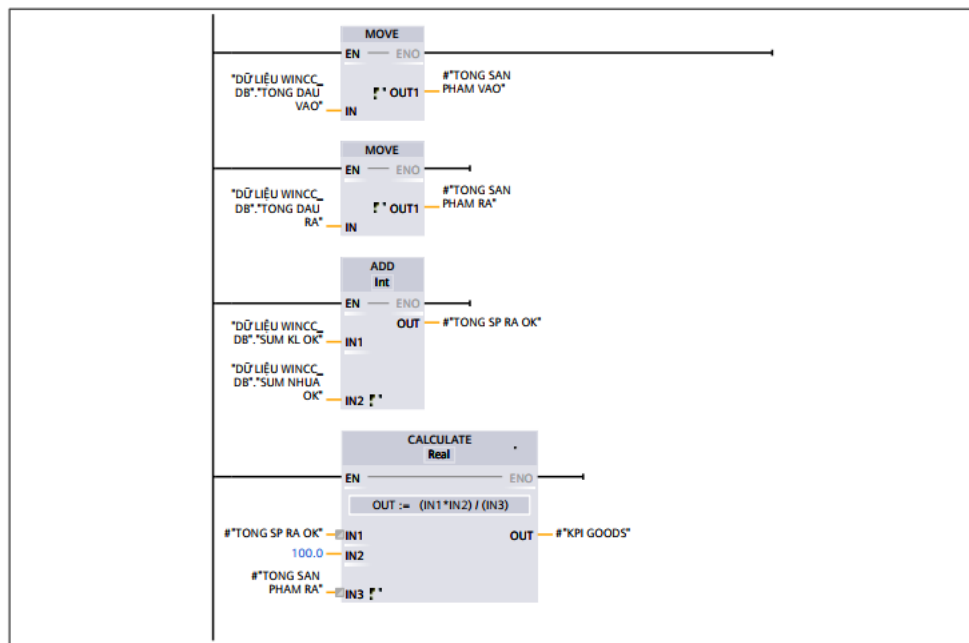 MOVE
EN
ENO
"DỮ LIỆU WINCC_
DB"."TONG DAU
VAO"
IN
OUT1
#"TONG SAN
PHAM VAO"
MOVE
EN
ENO
"DỮ LIỆU WINCC_
DB"."TONG DAU
RA"
IN
OUT1
#"TONG SAN
PHAM RA"
ADD
Int
EN
ENO
OUT
#"TONG SP RA OK"
"DỮ LIỆU WINCC_
DB"."SUM KL OK"
IN1
"DỮ LIỆU WINCC_
DB"."SUM NHUA
OK"
IN2
CALCULATE
Real
EN
ENO
OUT := (IN1*IN2) / (IN3)
#"TONG SP RA OK"
IN1
OUT
#"KPI GOODS"
100.0
IN2
#"TONG SAN
PHAM RA"
IN3